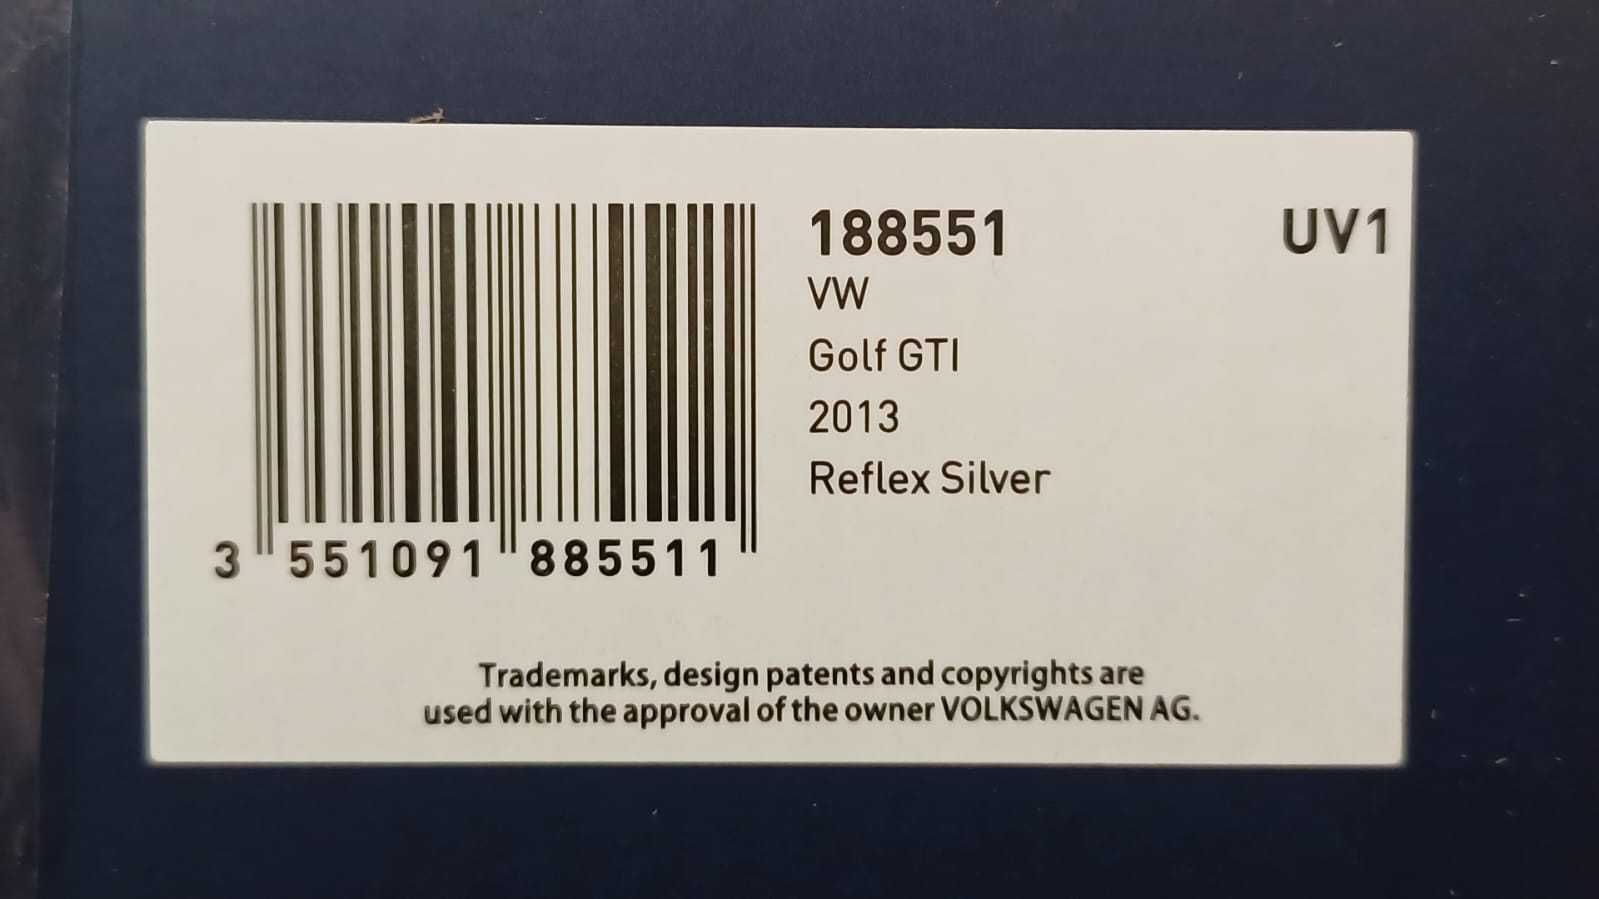 188551
UV1
VW
Golf GTI
2013
Reflex Silver
3 551091 885511
Trademarks, design patents and copyrights are
used with the approval of the owner VOLKSWAGEN AG.